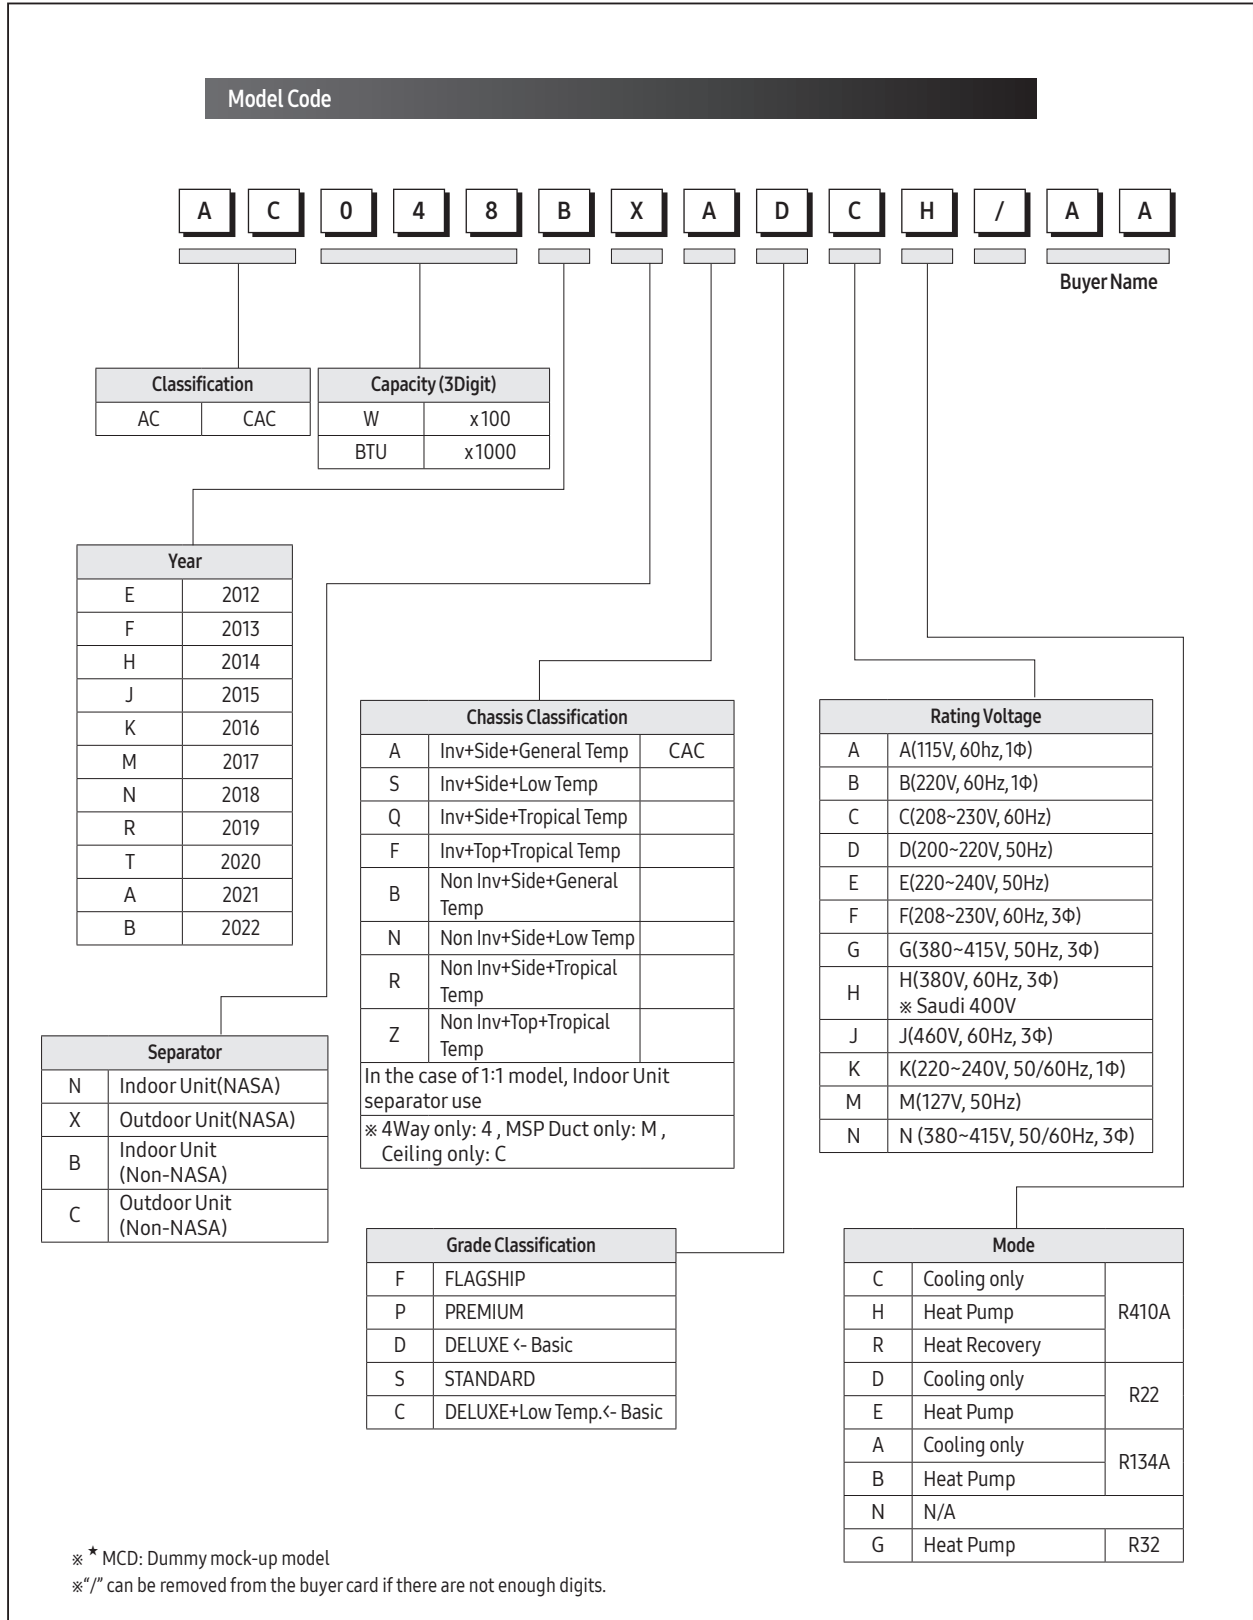 Model Code
A C 0 4 8 B X A D C H / A A
Buyer Name
Classification
AC CAC
Capacity (3Digit)
W x100
BTU x1000
Year
E 2012
F 2013
H 2014
J 2015
K 2016
M 2017
N 2018
R 2019
T 2020
A 2021
B 2022
Separator
N Indoor Unit(NASA)
X Outdoor Unit(NASA)
B Indoor Unit
(Non-NASA)
C Outdoor Unit
(Non-NASA)
Chassis Classification
A Inv+Side+General Temp CAC
S Inv+Side+Low Temp
Q Inv+Side+Tropical Temp
F Inv+Top+Tropical Temp
B Non Inv+Side+General
Temp
N Non Inv+Side+Low Temp
R Non Inv+Side+Tropical
Temp
Z Non Inv+Top+Tropical
Temp
In the case of 1:1 model, Indoor Unit
separator use
※ 4Way only: 4 , MSP Duct only: M ,
Ceiling only: C
Grade Classification
F FLAGSHIP
P PREMIUM
D DELUXE <- Basic
S STANDARD
C DELUXE+Low Temp.<- Basic
Rating Voltage
A A(115V, 60hz, 1Φ)
B B(220V, 60Hz, 1Φ)
C C(208~230V, 60Hz)
D D(200~220V, 50Hz)
E E(220~240V, 50Hz)
F F(208~230V, 60Hz, 3Φ)
G G(380~415V, 50Hz, 3Φ)
H H(380V, 60Hz, 3Φ)
※ Saudi 400V
J J(460V, 60Hz, 3Φ)
K K(220~240V, 50/60Hz, 1Φ)
M M(127V, 50Hz)
N N (380~415V, 50/60Hz, 3Φ)
Mode
C Cooling only
H Heat Pump R410A
R Heat Recovery
D Cooling only R22
E Heat Pump
A Cooling only R134A
B Heat Pump
N N/A
G Heat Pump R32
※ ★ MCD: Dummy mock-up model
※"/" can be removed from the buyer card if there are not enough digits.